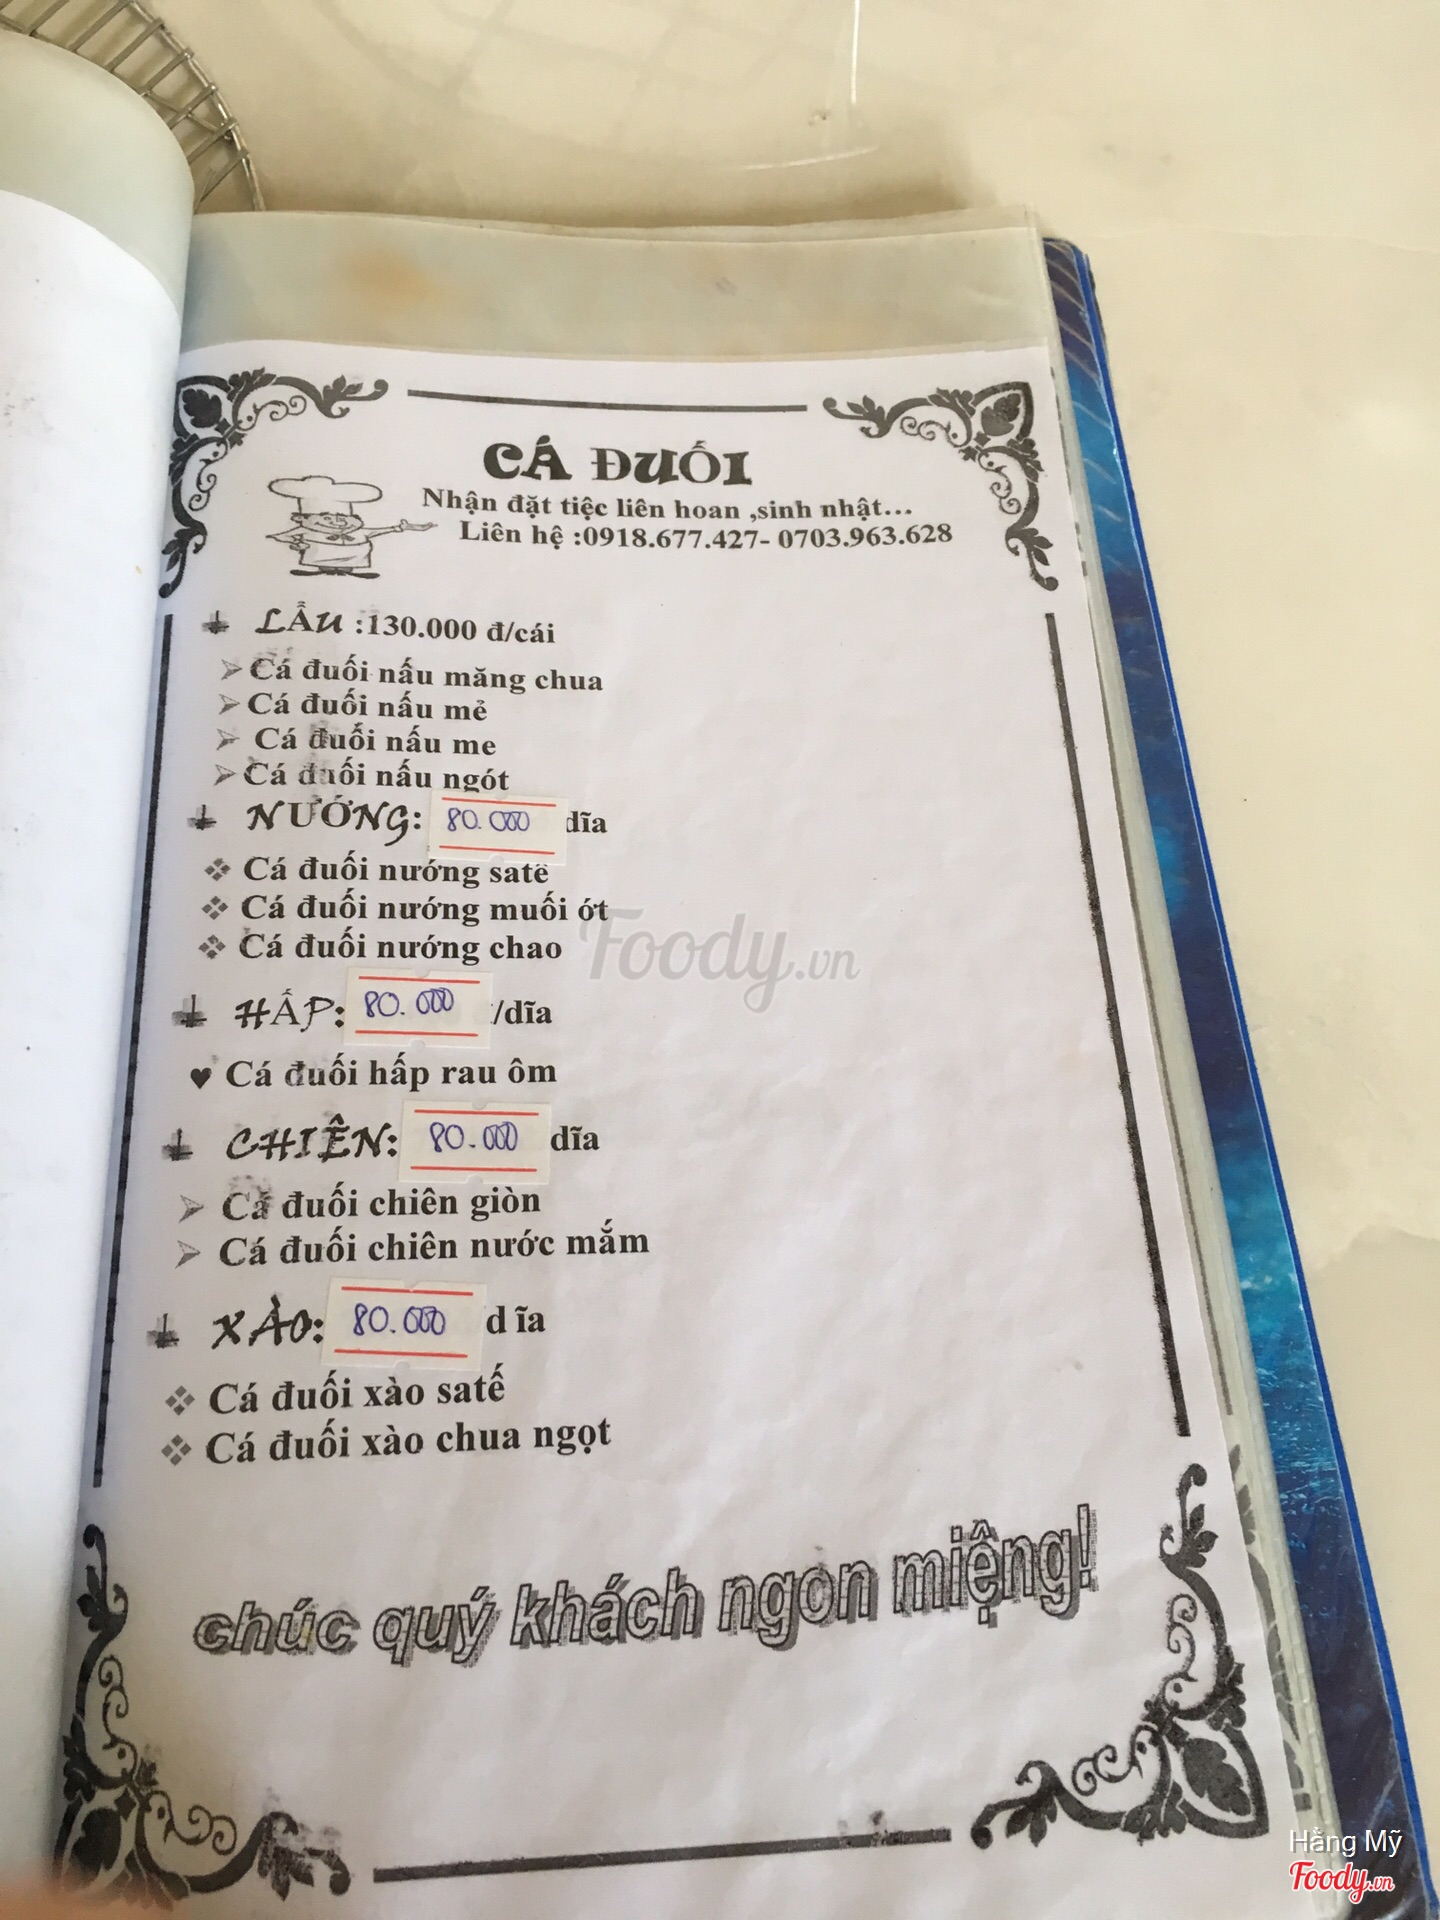 CÁ ĐUỐI
Nhận đặt tiệc liên hoan ,sinh nhật...
Liên hệ :0918.677.427- 0703.963.628
LẨU :130.000 đ/cái
Cá đuối nấu măng chua
Cá đuối nấu mẻ
Cá đuối nấu me
Cá đuối nấu ngót
NƯỚNG: 80.000 dĩa
Cá đuối nướng satế
Cá đuối nướng muối ớt
Cá đuối nướng chao
Foody.vn
HẤP: 80.000 /dĩa
Cá đuối hấp rau ôm
CHIÊN: 80.000 dĩa
Cá đuối chiên giòn
Cá đuối chiên nước mắm
XÀO: 80.000 d ĩa
Cá đuối xào satế
Cá đuối xào chua ngọt
chúc quý khách ngon miệng!
Hằng Mỹ
Foody.vn